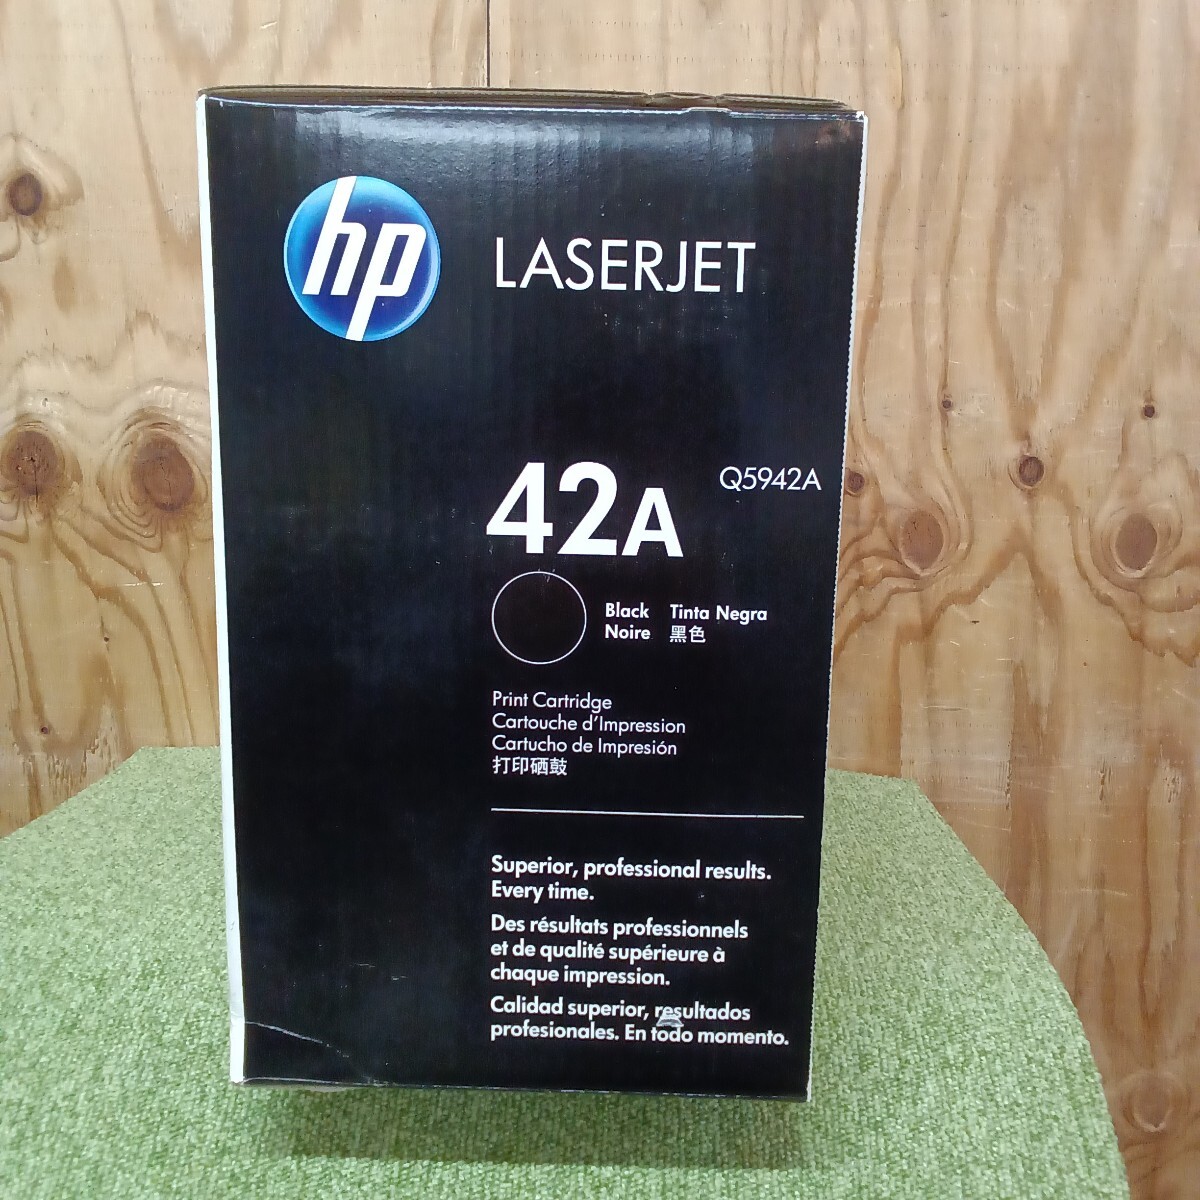 hp
LASERJET
42A
Q5942A
Black Tinta Negra
Noire 黑色
Print Cartridge
Cartouche d'Impression
Cartucho de Impresión
打印硒鼓
Superior, professional results.
Every time.
Des résultats professionnels
et de qualité supérieure à
chaque impression.
Calidad superior, resultados
profesionales. En todo momento.